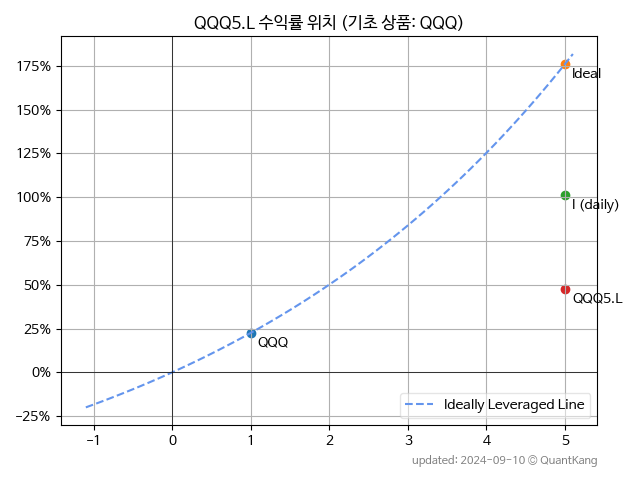 QQQ5.L 수익률 위치 (기초 상품: QQQ)
175%
150%
125%
100%
75%
50%
25%
0%
−25%
Ideal
I (daily)
QQQ5.L
QQQ
Ideally Leveraged Line
−1 0 1 2 3 4 5
updated: 2024-09-10 © QuantKang